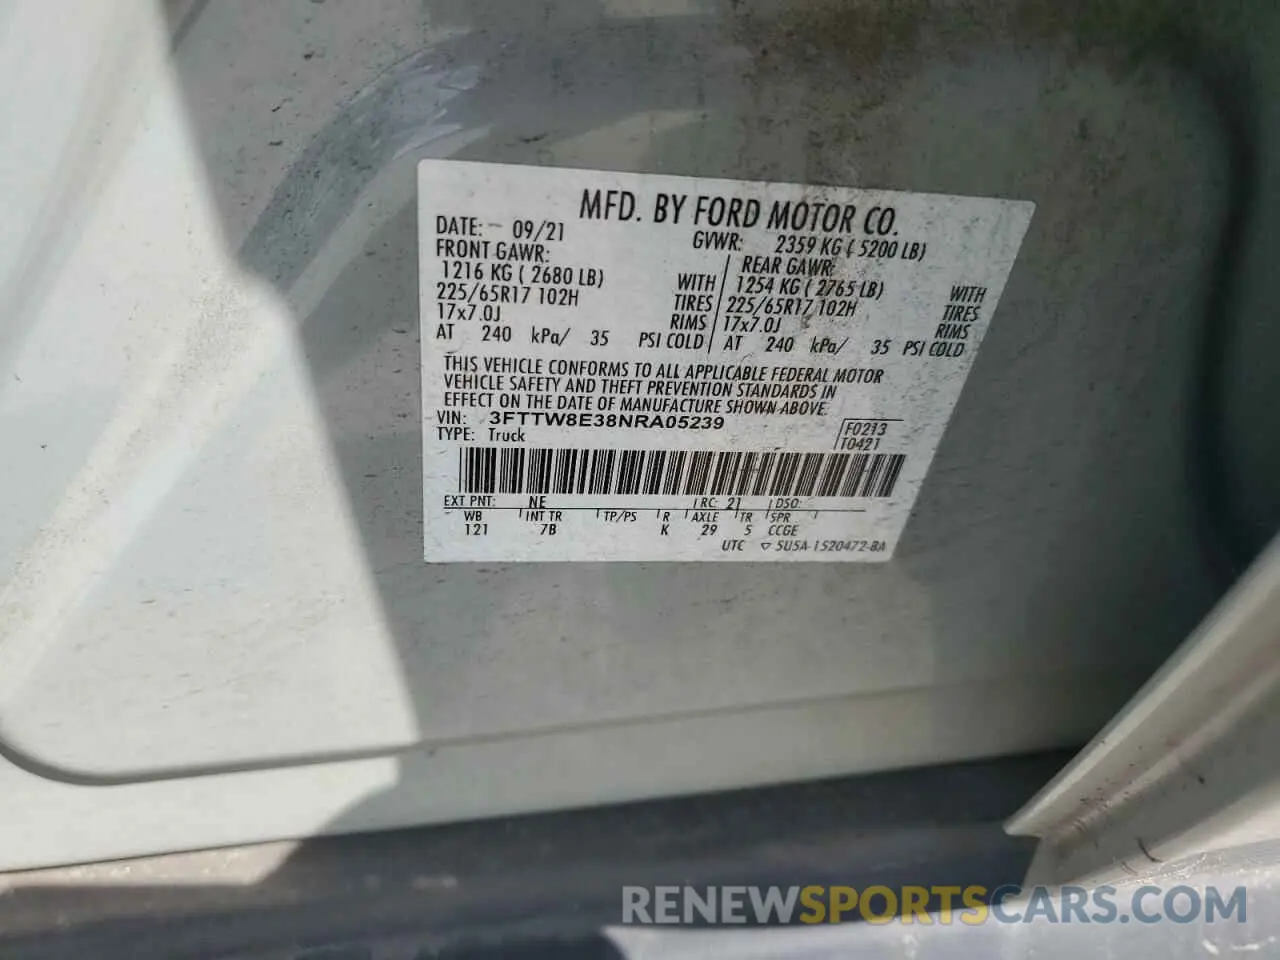 MFD. BY FORD MOTOR CO.
DATE: 09/21 GVWR: 2359 KG ( 5200 LB)
FRONT GAWR: REAR GAWR:
1216 KG ( 2680 LB) WITH 1254 KG ( 2765 LB) WITH
225/65R17 102H TIRES 225/65R17 102H TIRES
17x7.0J RIMS 17x7.0J RIMS
AT 240 kPa/ 35 PSI COLD AT 240 kPa/ 35 PSI COLD
THIS VEHICLE CONFORMS TO ALL APPLICABLE FEDERAL MOTOR
VEHICLE SAFETY AND THEFT PREVENTION STANDARDS IN
EFFECT ON THE DATE OF MANUFACTURE SHOWN ABOVE.
VIN: 3FTTW8E38NRA05239 F0213
TYPE: Truck T0421
EXT PNT: NE RC: 21 DSO:
WB INT TR TP/PS R AXLE TR SPR
121 7B K 29 5 CCGE
UTC 5U5A-1520472-BA
RENEWSPORTSCARS.COM